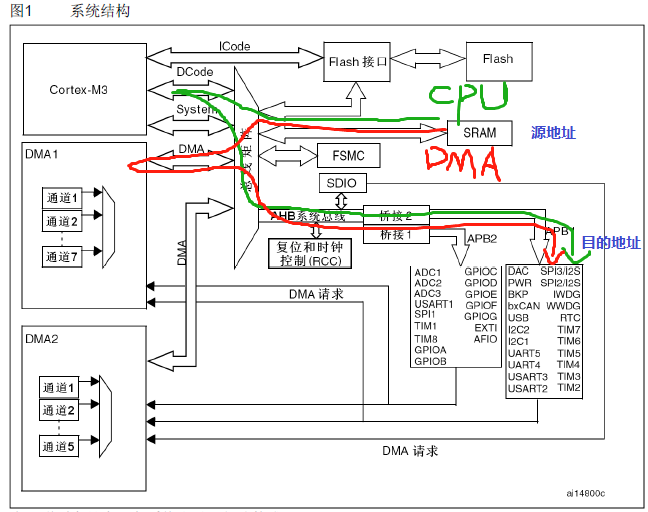 图1 系统结构
ICode
Cortex-M3
DCode
System
Flash 接口
Flash
CPU
总线矩阵
SRAM
源地址
DMA
DMA1
DMA
通道1
通道2
通道7
FSMC
SDIO
AHB系统总线
桥接 2
桥接 1
APB1
目的地址
APB2
复位和时钟
控制(RCC)
DMA
DMA 请求
ADC1 GPIOC
ADC2 GPIOD
ADC3 GPIOE
USART1 GPIOF
SPI1 GPIOG
TIM1 EXTI
TIM8 AFIO
GPIOA
GPIOB
DAC SPI3/I2S
PWR SPI2/I2S
BKP IWDG
bxCAN WWDG
USB RTC
I2C2 TIM7
I2C1 TIM6
UART5 TIM5
UART4 TIM4
USART3 TIM3
USART2 TIM2
DMA2
通道1
通道2
通道5
DMA 请求
ai14800c